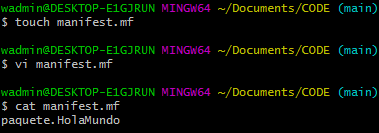 wadmin@DESKTOP-E1GJRUN MINGW64 ~/Documents/CODE (main)
$ touch manifest.mf
wadmin@DESKTOP-E1GJRUN MINGW64 ~/Documents/CODE (main)
$ vi manifest.mf
wadmin@DESKTOP-E1GJRUN MINGW64 ~/Documents/CODE (main)
$ cat manifest.mf
paquete.HolaMundo